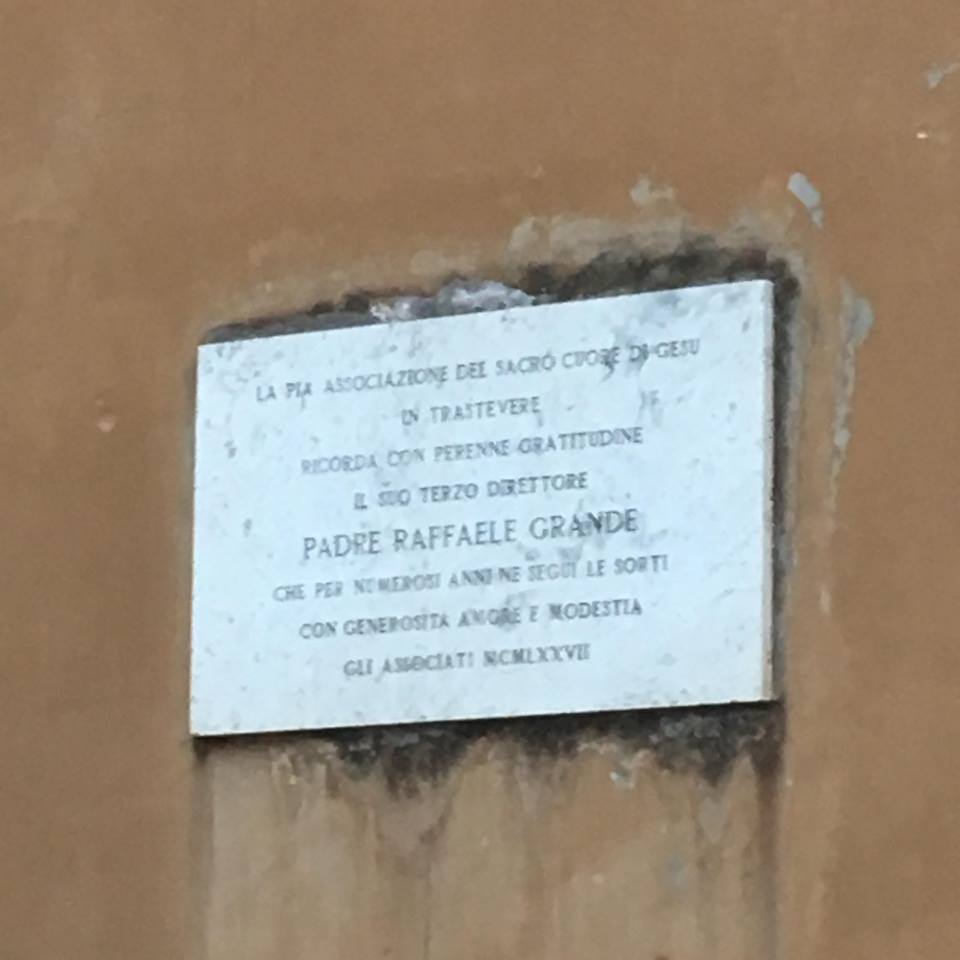 LA PIA ASSOCIAZIONE DEL SACRO CUORE DI GESU
IN TRASTEVERE
RICORDA CON PERENNE GRATITUDINE
IL SUO TERZO DIRETTORE
PADRE RAFFAELE GRANDE
CHE PER NUMEROSI ANNI NE SEGUI LE SORTI
CON GENEROSITA AMORE E MODESTIA
GLI ASSOCIATI MCMLXXVII